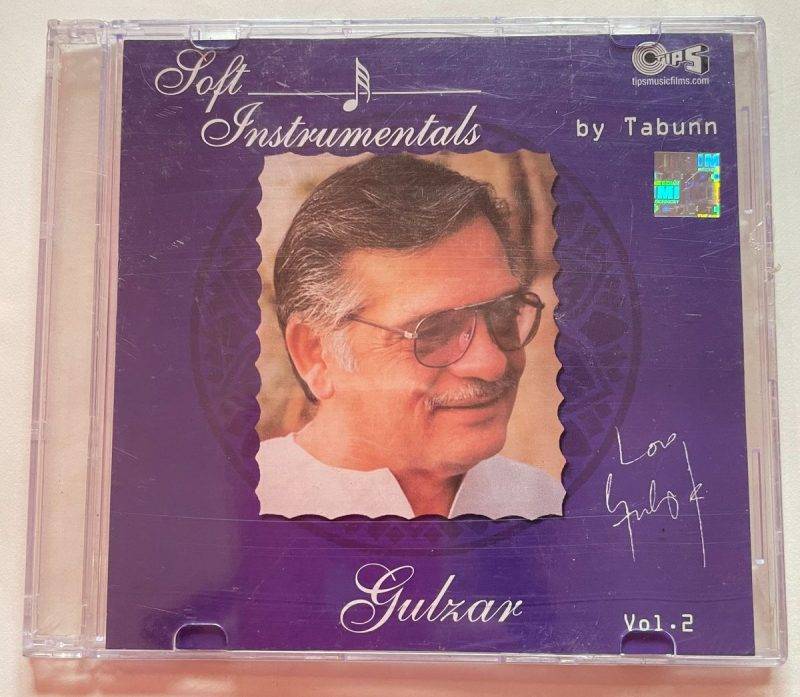 Soft
Instrumentals
TIPS
tipsmusicfilms.com
by Tabunn
Love
Gulzar
Gulzar
Vol.2